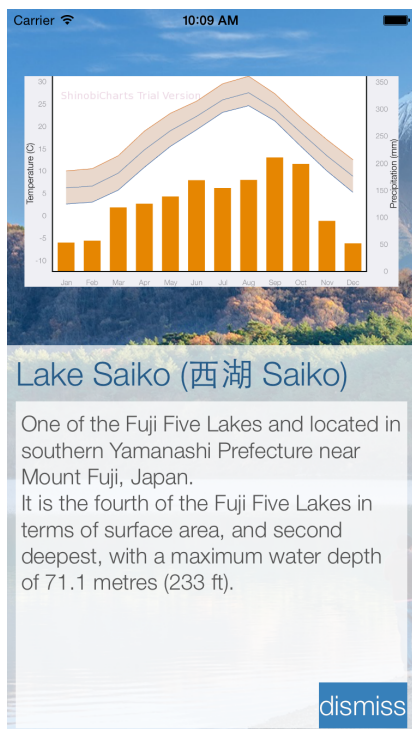 Carrier 10:09 AM
ShinobiCharts Trial Version
Temperature (C)
30
25
20
15
10
5
0
-5
-10
Precipitation (mm)
350
300
250
200
150
100
50
0
Jan Feb Mar Apr May Jun Jul Aug Sep Oct Nov Dec
Lake Saiko (西湖 Saiko)
One of the Fuji Five Lakes and located in
southern Yamanashi Prefecture near
Mount Fuji, Japan.
It is the fourth of the Fuji Five Lakes in
terms of surface area, and second
deepest, with a maximum water depth
of 71.1 metres (233 ft).
dismiss